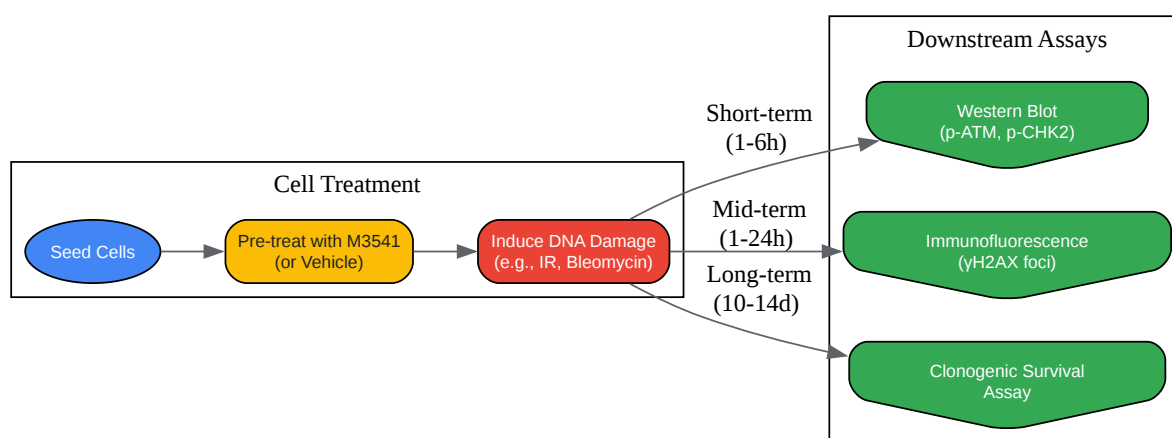 Cell Treatment
Seed Cells
Pre-treat with M3541
(or Vehicle)
Induce DNA Damage
(e.g., IR, Bleomycin)
Short-term
(1-6h)
Mid-term
(1-24h)
Long-term
(10-14d)
Downstream Assays
Western Blot
(p-ATM, p-CHK2)
Immunofluorescence
(γH2AX foci)
Clonogenic Survival
Assay